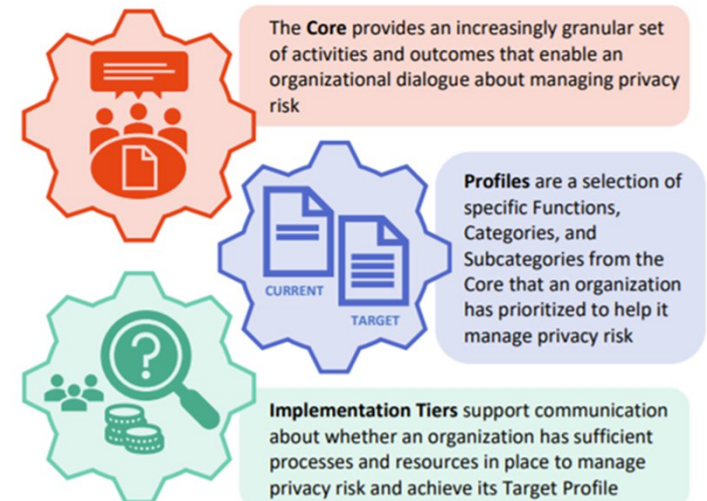 The Core provides an increasingly granular set
of activities and outcomes that enable an
organizational dialogue about managing privacy
risk
Profiles are a selection of
specific Functions,
Categories, and
Subcategories from the
Core that an organization
has prioritized to help it
manage privacy risk
CURRENT
TARGET
?
Implementation Tiers support communication
about whether an organization has sufficient
processes and resources in place to manage
privacy risk and achieve its Target Profile